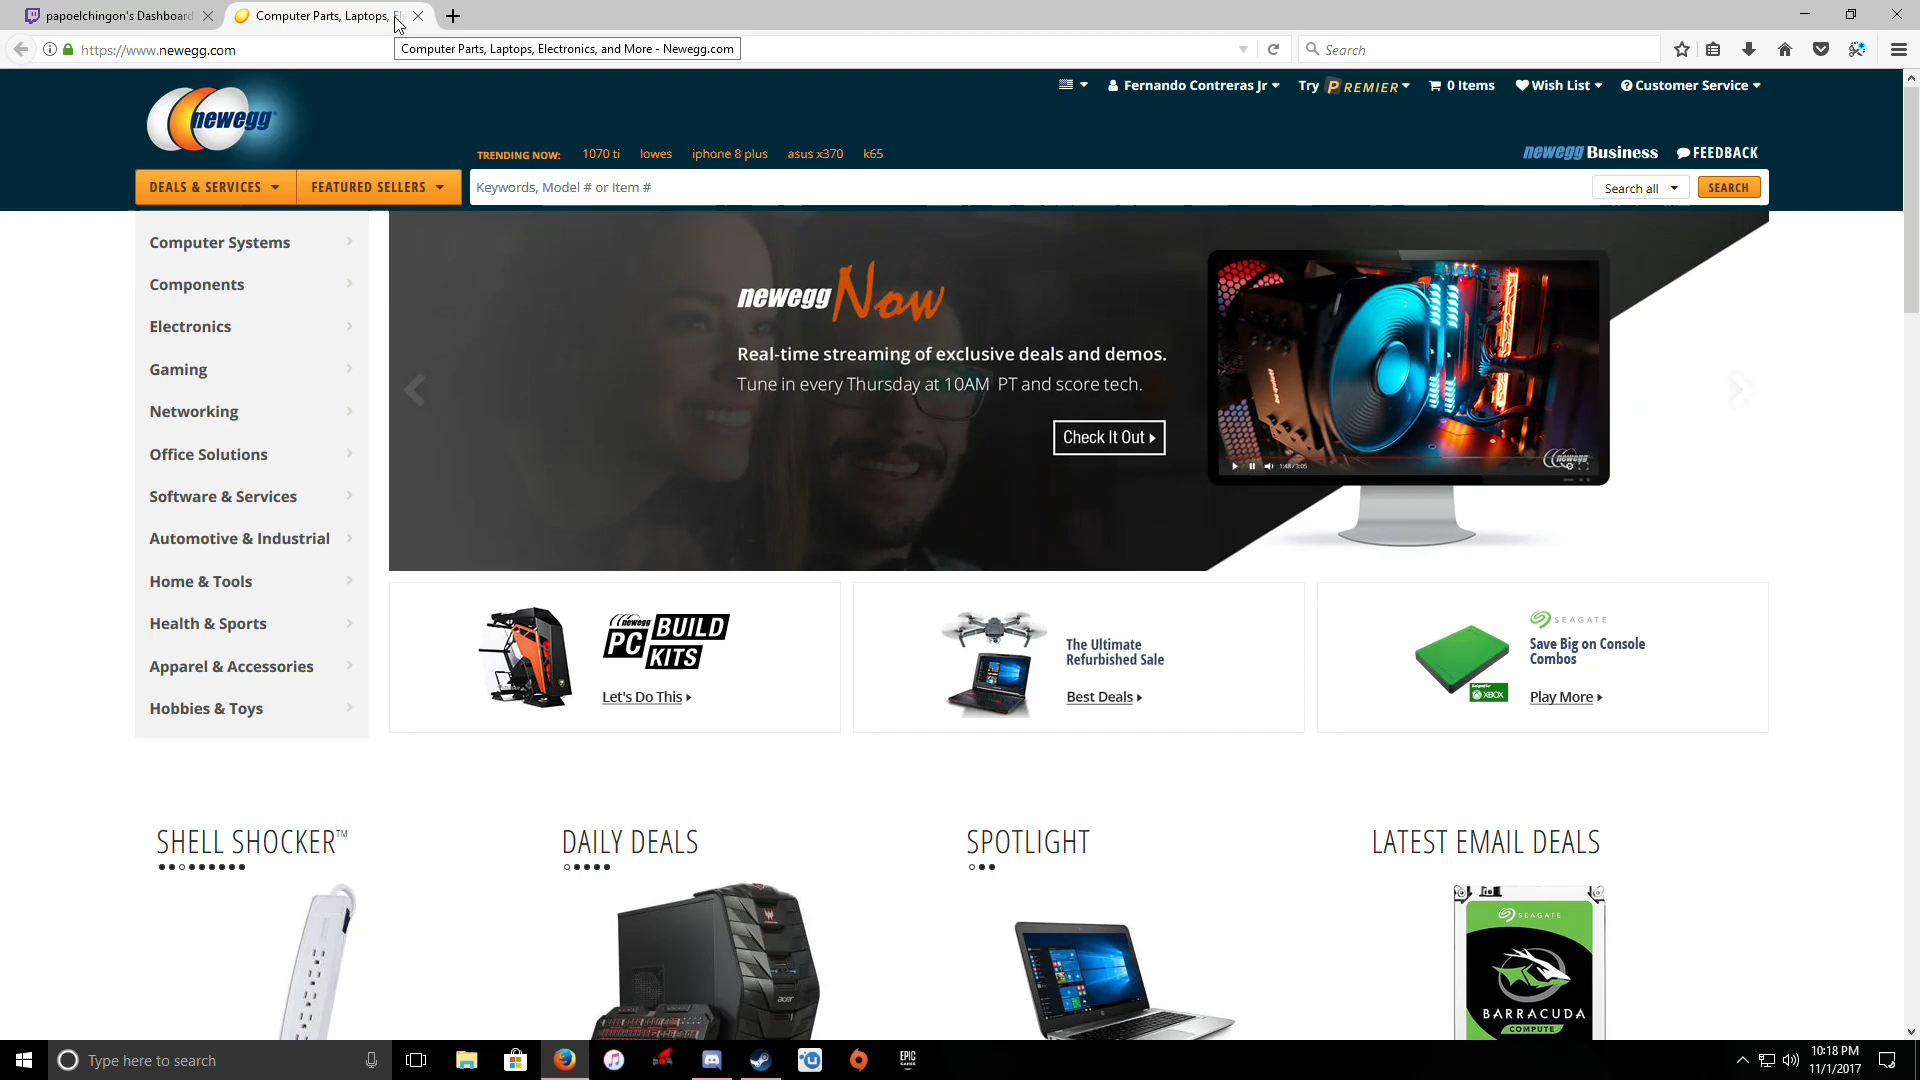 papoelchingon's Dashboard
Computer Parts, Laptops, Ele
https://www.newegg.com
Computer Parts, Laptops, Electronics, and More - Newegg.com
Search
newegg
Fernando Contreras Jr
Try PREMIER
0 Items
Wish List
Customer Service
TRENDING NOW: 1070 ti lowes iphone 8 plus asus x370 k65
newegg Business
FEEDBACK
DEALS & SERVICES
FEATURED SELLERS
Keywords, Model # or Item #
Search all
SEARCH
Computer Systems
Components
Electronics
Gaming
Networking
Office Solutions
Software & Services
Automotive & Industrial
Home & Tools
Health & Sports
Apparel & Accessories
Hobbies & Toys
newegg Now
Real-time streaming of exclusive deals and demos.
Tune in every Thursday at 10AM PT and score tech.
Check It Out
1:48/3:05
newegg
newegg
PC BUILD
KITS
Let's Do This
The Ultimate
Refurbished Sale
Best Deals
SEAGATE
Save Big on Console
Combos
XBOX
Play More
SHELL SHOCKER™
DAILY DEALS
SPOTLIGHT
LATEST EMAIL DEALS
acer
SEAGATE
BARRACUDA
COMPUTE
Type here to search
EPIC
GAMES
10:18 PM
11/1/2017